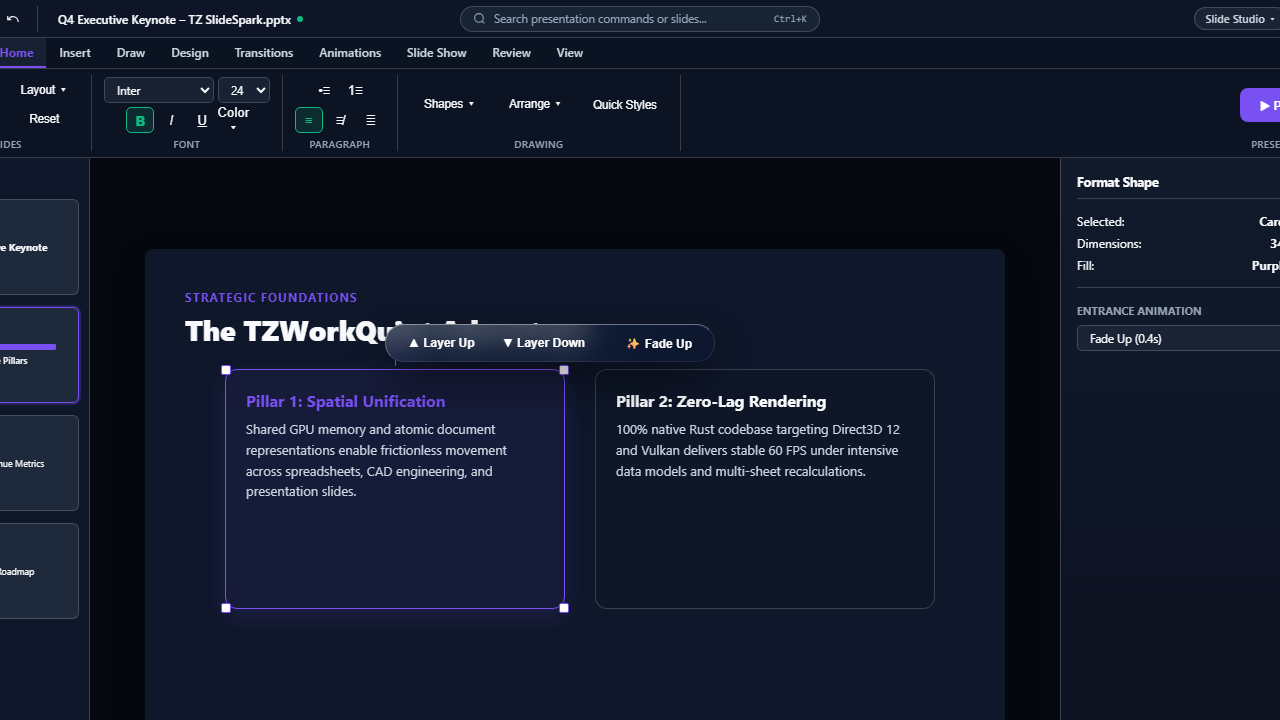 Q4 Executive Keynote – TZ SlideSpark.pptx
Search presentation commands or slides...
Ctrl+K
Slide Studio
Home
Insert
Draw
Design
Transitions
Animations
Slide Show
Review
View
Layout
Reset
Inter
24
B
I
U
Color
FONT
PARAGRAPH
Shapes
Arrange
Quick Styles
DRAWING
Keynote
Pillars
Metrics
Roadmap
STRATEGIC FOUNDATIONS
The
Layer Up
Layer Down
Fade Up
Pillar 1: Spatial Unification
Shared GPU memory and atomic document
representations enable frictionless movement
across spreadsheets, CAD engineering, and
presentation slides.
Pillar 2: Zero-Lag Rendering
100% native Rust codebase targeting Direct3D 12
and Vulkan delivers stable 60 FPS under intensive
data models and multi-sheet recalculations.
Format Shape
Selected:
Dimensions:
Fill:
ENTRANCE ANIMATION
Fade Up (0.4s)